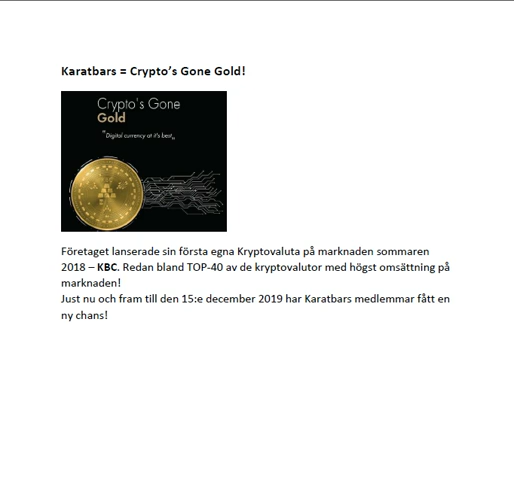 Karatbars = Crypto’s Gone Gold!
Crypto's Gone
Gold
"Digital currency at it's best„
Företaget lanserade sin första egna Kryptovaluta på marknaden sommaren
2018 – KBC. Redan bland TOP-40 av de kryptovalutor med högst omsättning på
marknaden!
Just nu och fram till den 15:e december 2019 har Karatbars medlemmar fått en
ny chans!